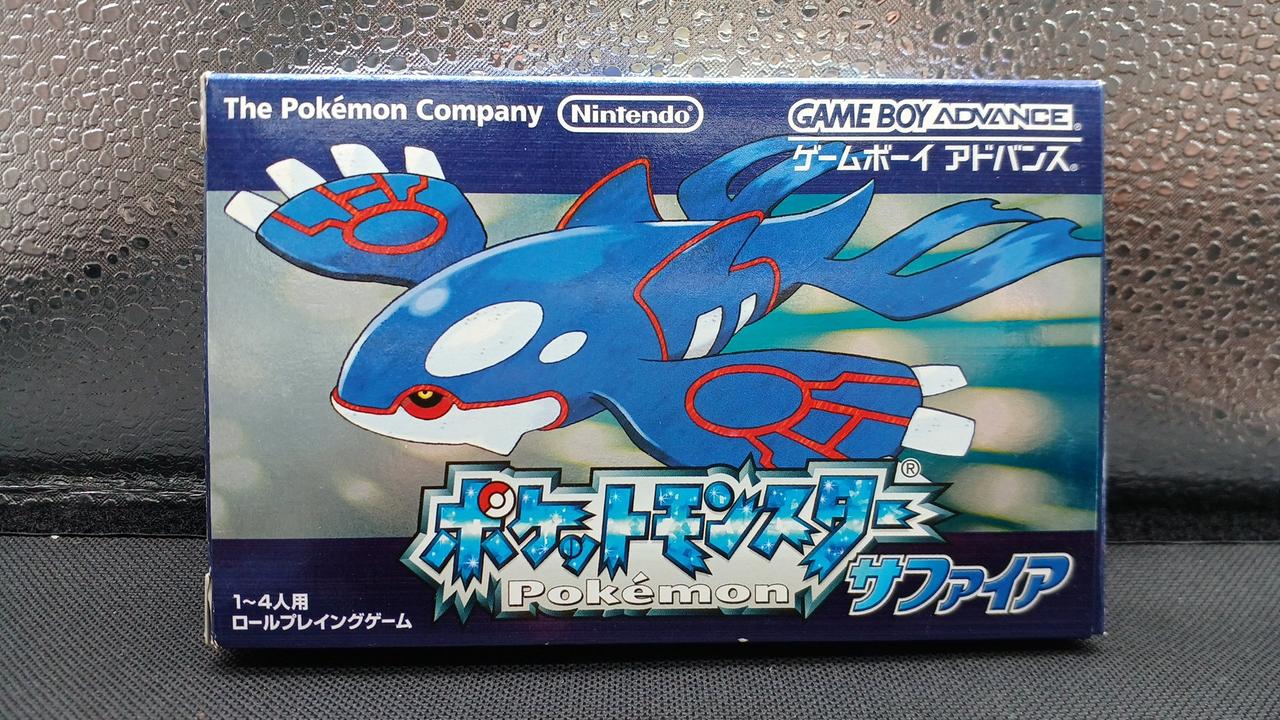 The Pokémon Company Nintendo®
GAME BOY ADVANCE®
ゲームボーイ アドバンス®
ポケットモンスター®
Pokémon
サファイア
1~4人用
ロールプレイングゲーム